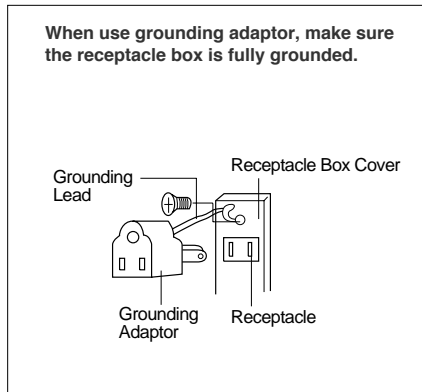 When use grounding adaptor, make sure
the receptacle box is fully grounded.
Grounding
Lead
Receptacle Box Cover
Grounding
Adaptor
Receptacle